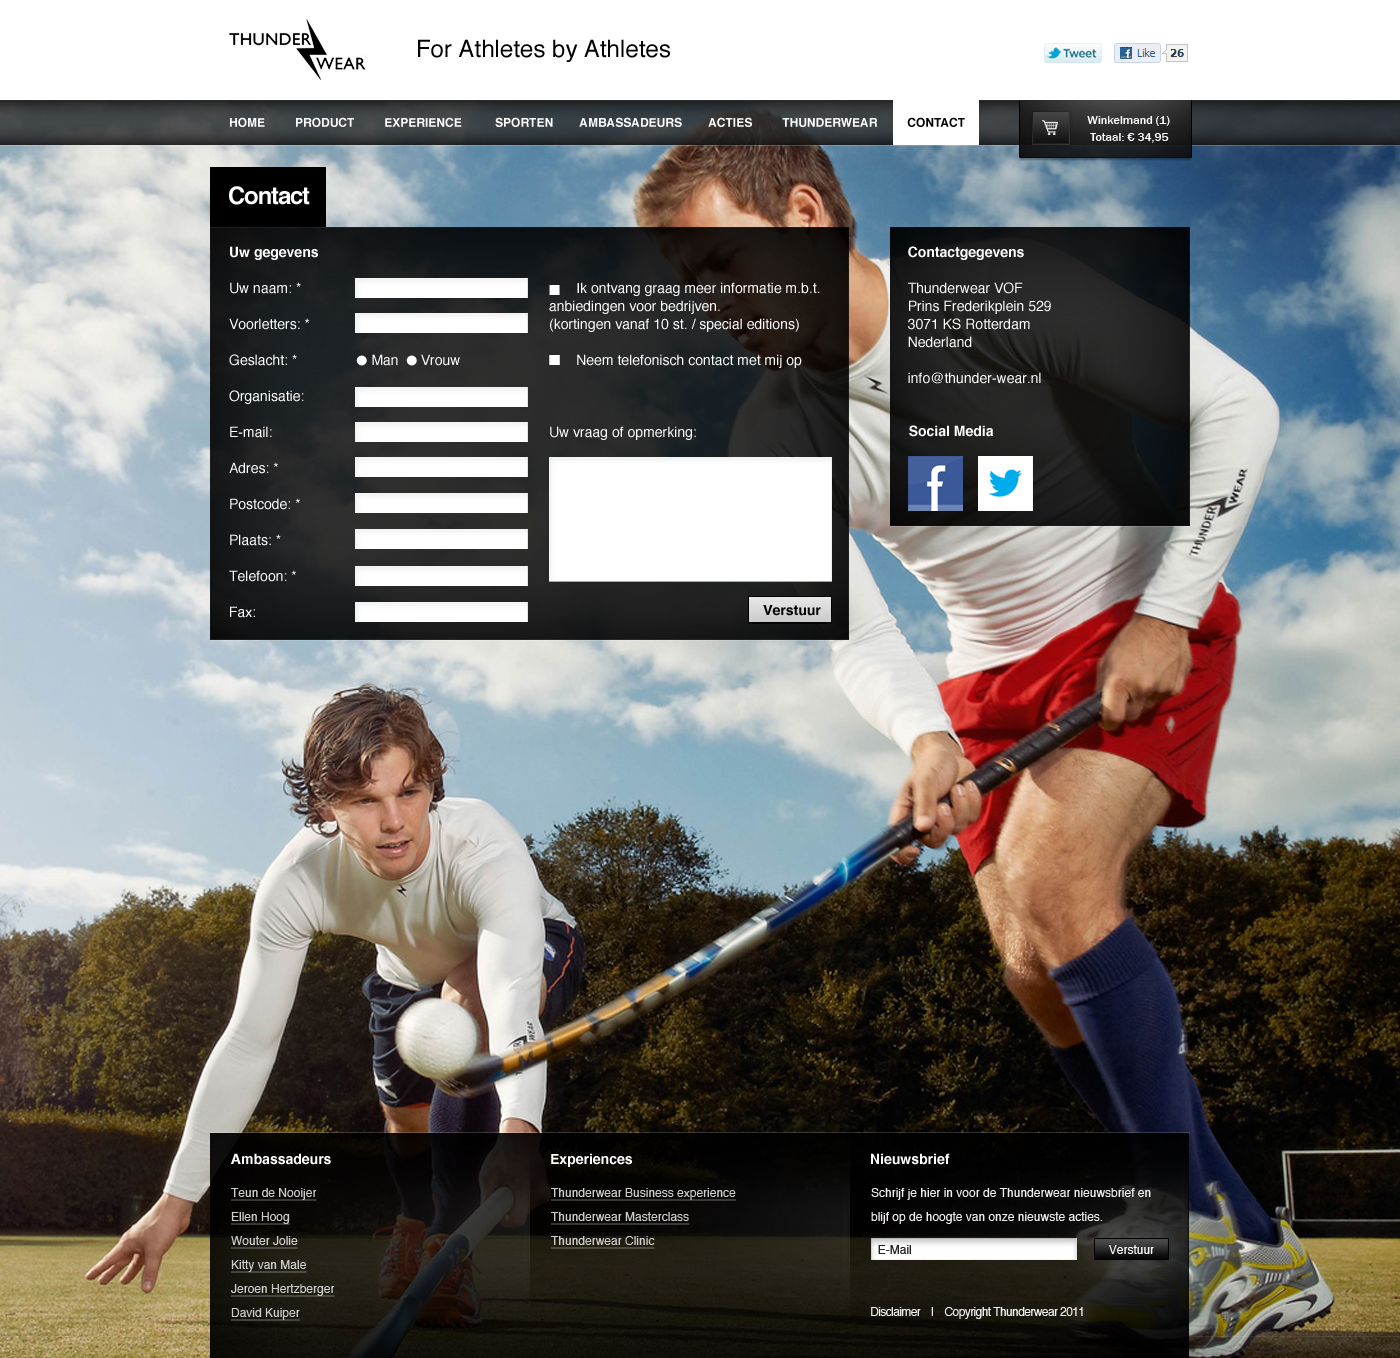 THUNDER
WEAR
For Athletes by Athletes
Tweet
Like 26
HOME PRODUCT EXPERIENCE SPORTEN AMBASSADEURS ACTIES THUNDERWEAR CONTACT
Winkelmand (1)
Totaal: € 34,95
Contact
Uw gegevens
Uw naam: *
Voorletters: *
Geslacht: * Man Vrouw
Organisatie:
E-mail:
Adres: *
Postcode: *
Plaats: *
Telefoon: *
Fax:
Ik ontvang graag meer informatie m.b.t.
anbiedingen voor bedrijven.
(kortingen vanaf 10 st. / special editions)
Neem telefonisch contact met mij op
Uw vraag of opmerking:
Verstuur
Contactgegevens
Thunderwear VOF
Prins Frederikplein 529
3071 KS Rotterdam
Nederland
info@thunder-wear.nl
Social Media
THUNDER
WEAR
Ambassadeurs
Teun de Nooijer
Ellen Hoog
Wouter Jolie
Kitty van Male
Jeroen Hertzberger
David Kuiper
Experiences
Thunderwear Business experience
Thunderwear Masterclass
Thunderwear Clinic
Nieuwsbrief
Schrijf je hier in voor de Thunderwear nieuwsbrief en
blijf op de hoogte van onze nieuwste acties.
E-Mail
Verstuur
Disclaimer | Copyright Thunderwear 2011